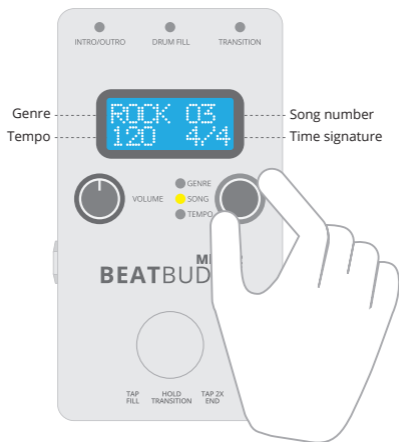 INTRO/OUTRO DRUM FILL TRANSITION
Genre ROCK 03 Song number
Tempo 120 4/4 Time signature
GENRE
VOLUME SONG
TEMPO
BEATBUD
TAP HOLD TAP 2X
FILL TRANSITION END